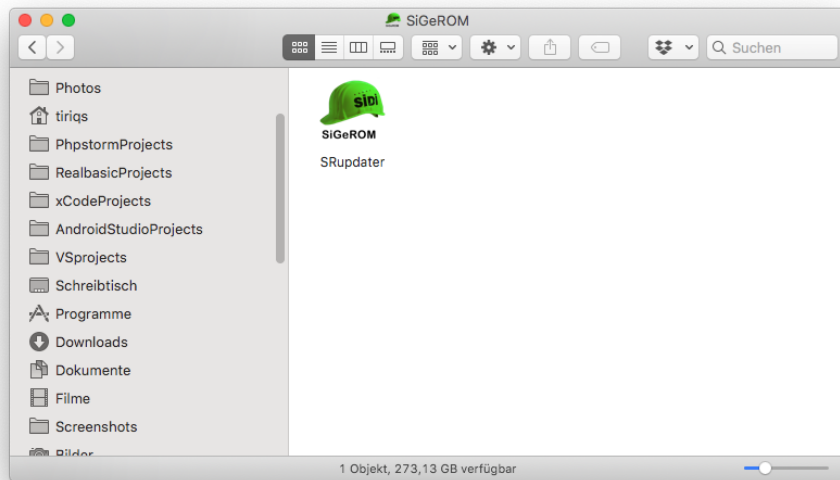 SiGeROM
Suchen
Photos
tiriqs
PhpstormProjects
RealbasicProjects
xCodeProjects
AndroidStudioProjects
VSprojects
Schreibtisch
Programme
Downloads
Dokumente
Filme
Screenshots
Bilder
SiDi
SiGeROM
SRupdater
1 Objekt, 273,13 GB verfügbar